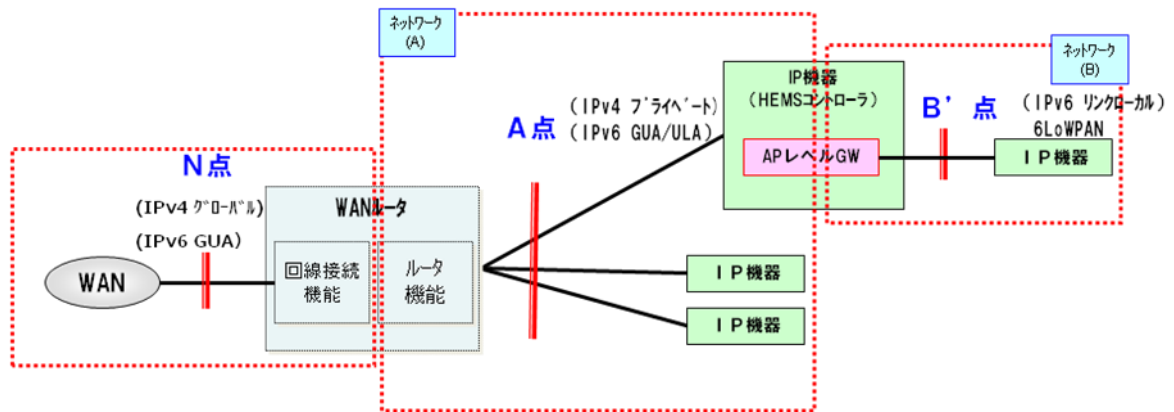 ネットワーク
(A)
ネットワーク
(B)
IP機器
(HEMSコントローラ)
APレベルGW
B' 点
(IPv6 リンクローカル)
6LoWPAN
IP機器
A点
(IPv4 プライベート)
(IPv6 GUA/ULA)
N点
(IPv4 グローバル)
(IPv6 GUA)
WANルータ
WAN
回線接続
機能
ルータ
機能
IP機器
IP機器